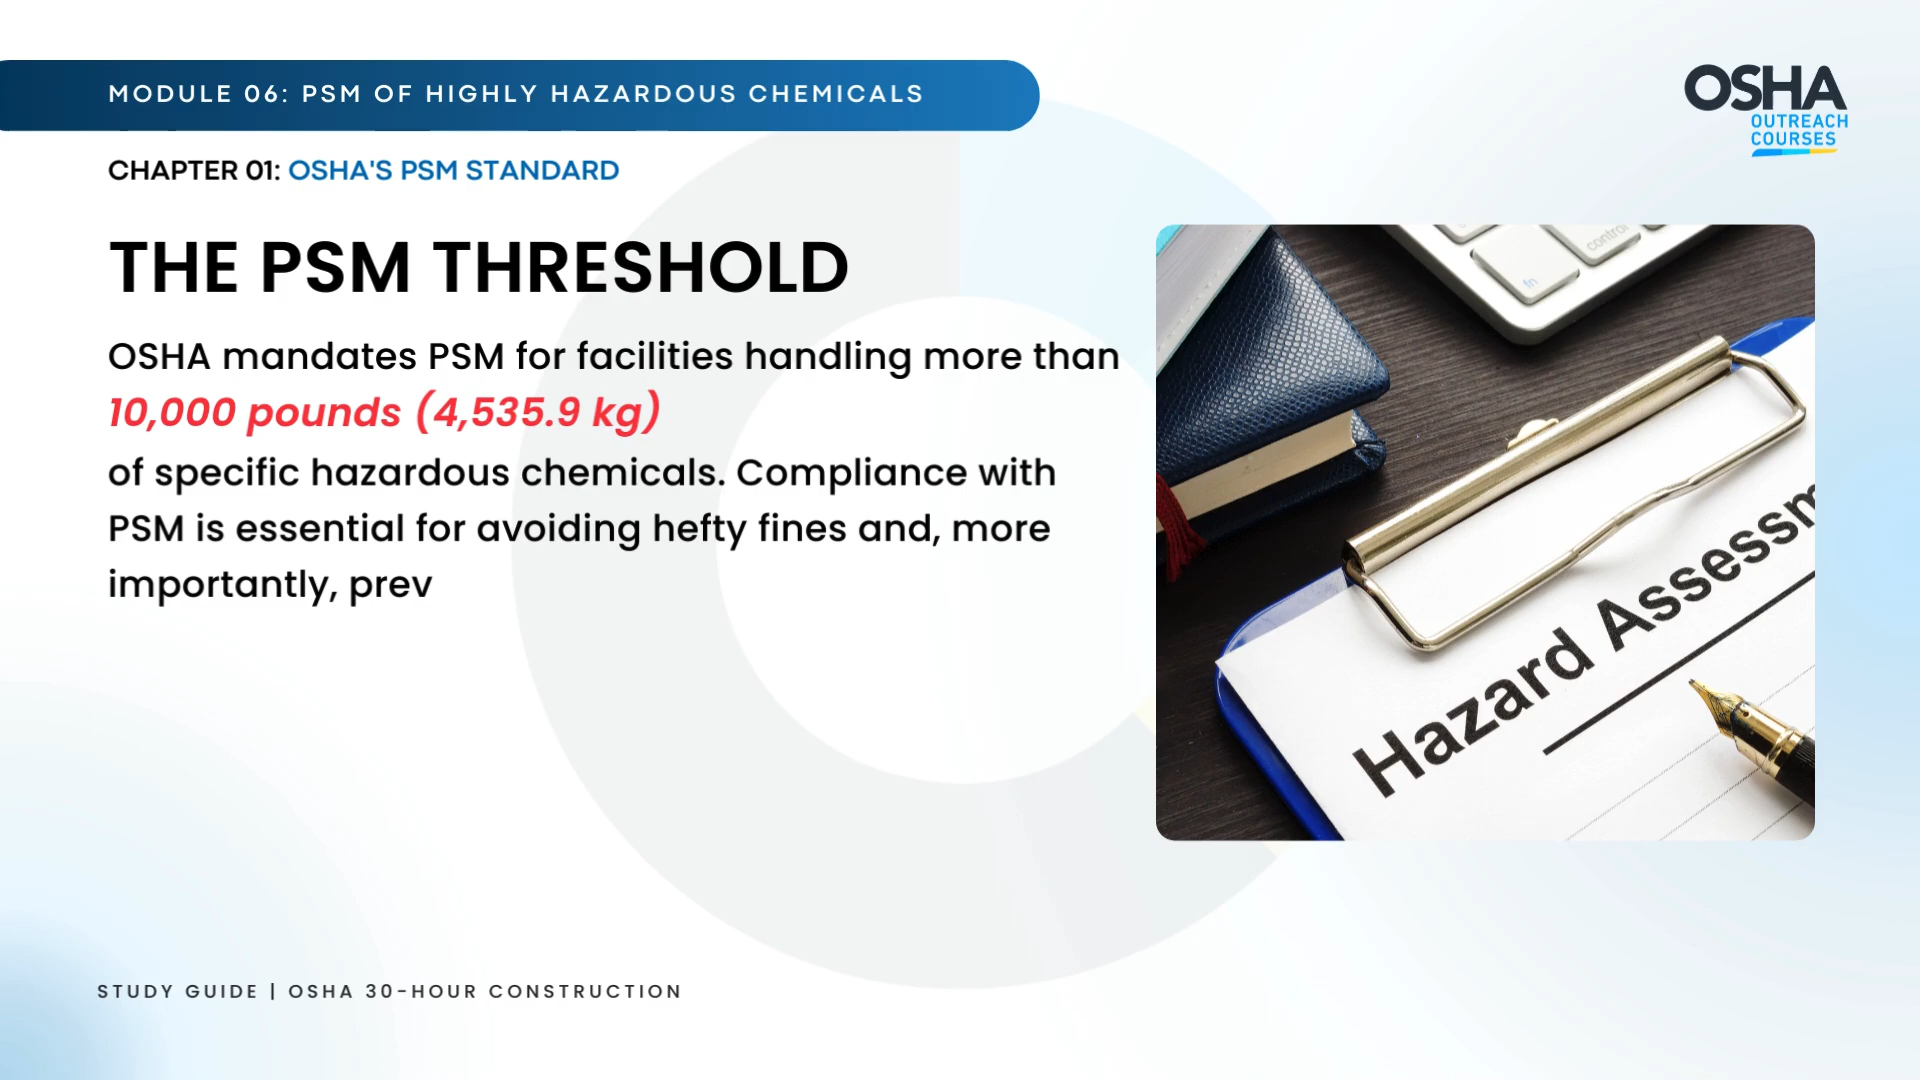 MODULE 06: PSM OF HIGHLY HAZARDOUS CHEMICALS
OSHA
OUTREACH
COURSES
CHAPTER 01: OSHA'S PSM STANDARD
THE PSM THRESHOLD
OSHA mandates PSM for facilities handling more than
10,000 pounds (4,535.9 kg)
of specific hazardous chemicals. Compliance with
PSM is essential for avoiding hefty fines and, more
importantly, prev
control
fn
Hazard Assessm
STUDY GUIDE | OSHA 30-HOUR CONSTRUCTION